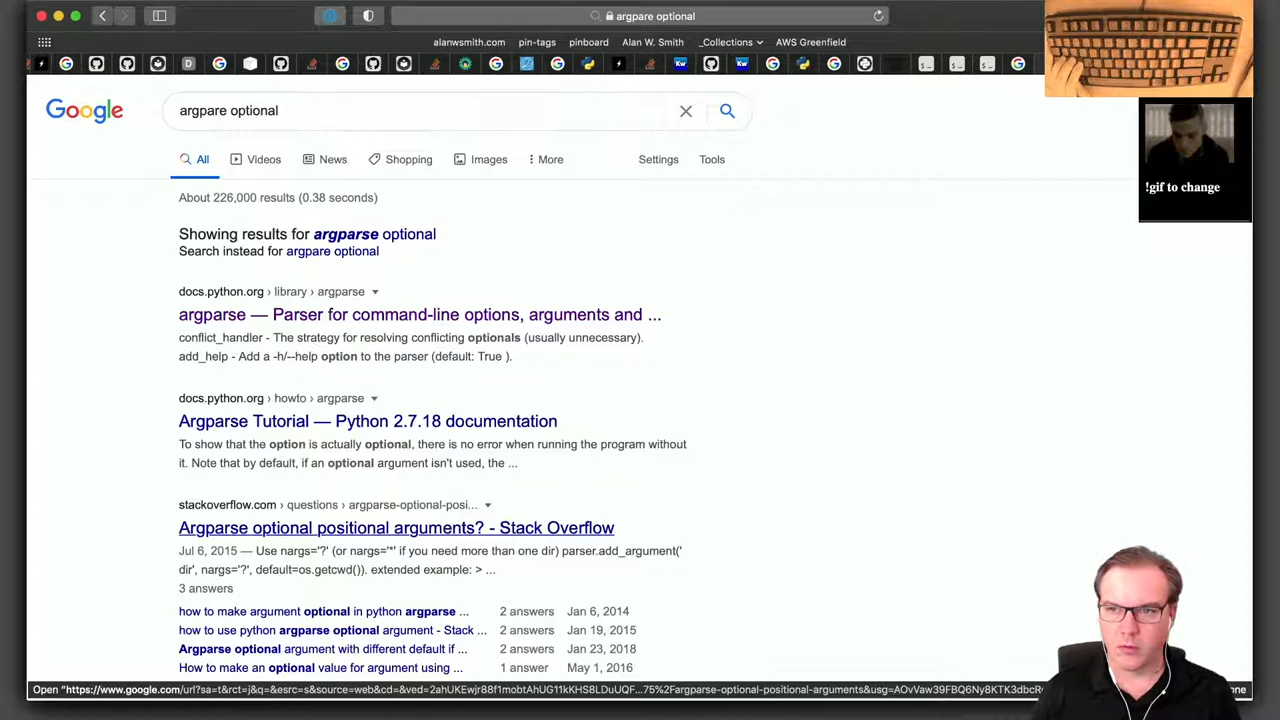 argpare optional
alanwsmith.com pin-tags pinboard Alan W. Smith _Collections AWS Greenfield
Google
argpare optional
All Videos News Shopping Images More Settings Tools
About 226,000 results (0.38 seconds)
Showing results for argparse optional
Search instead for argpare optional
docs.python.org › library › argparse
argparse — Parser for command-line options, arguments and ...
conflict_handler - The strategy for resolving conflicting optionals (usually unnecessary).
add_help - Add a -h/--help option to the parser (default: True ).
docs.python.org › howto › argparse
Argparse Tutorial — Python 2.7.18 documentation
To show that the option is actually optional, there is no error when running the program without
it. Note that by default, if an optional argument isn't used, the ...
stackoverflow.com › questions › argparse-optional-posi...
Argparse optional positional arguments? - Stack Overflow
Jul 6, 2015 — Use nargs='?' (or nargs='*' if you need more than one dir) parser.add_argument('
dir', nargs='?', default=os.getcwd()). extended example: > ...
3 answers
how to make argument optional in python argparse ... 2 answers Jan 6, 2014
how to use python argparse optional argument - Stack ... 2 answers Jan 19, 2015
Argparse optional argument with different default if ... 2 answers Jan 23, 2018
How to make an optional value for argument using ... 1 answer May 1, 2016
!gif to change